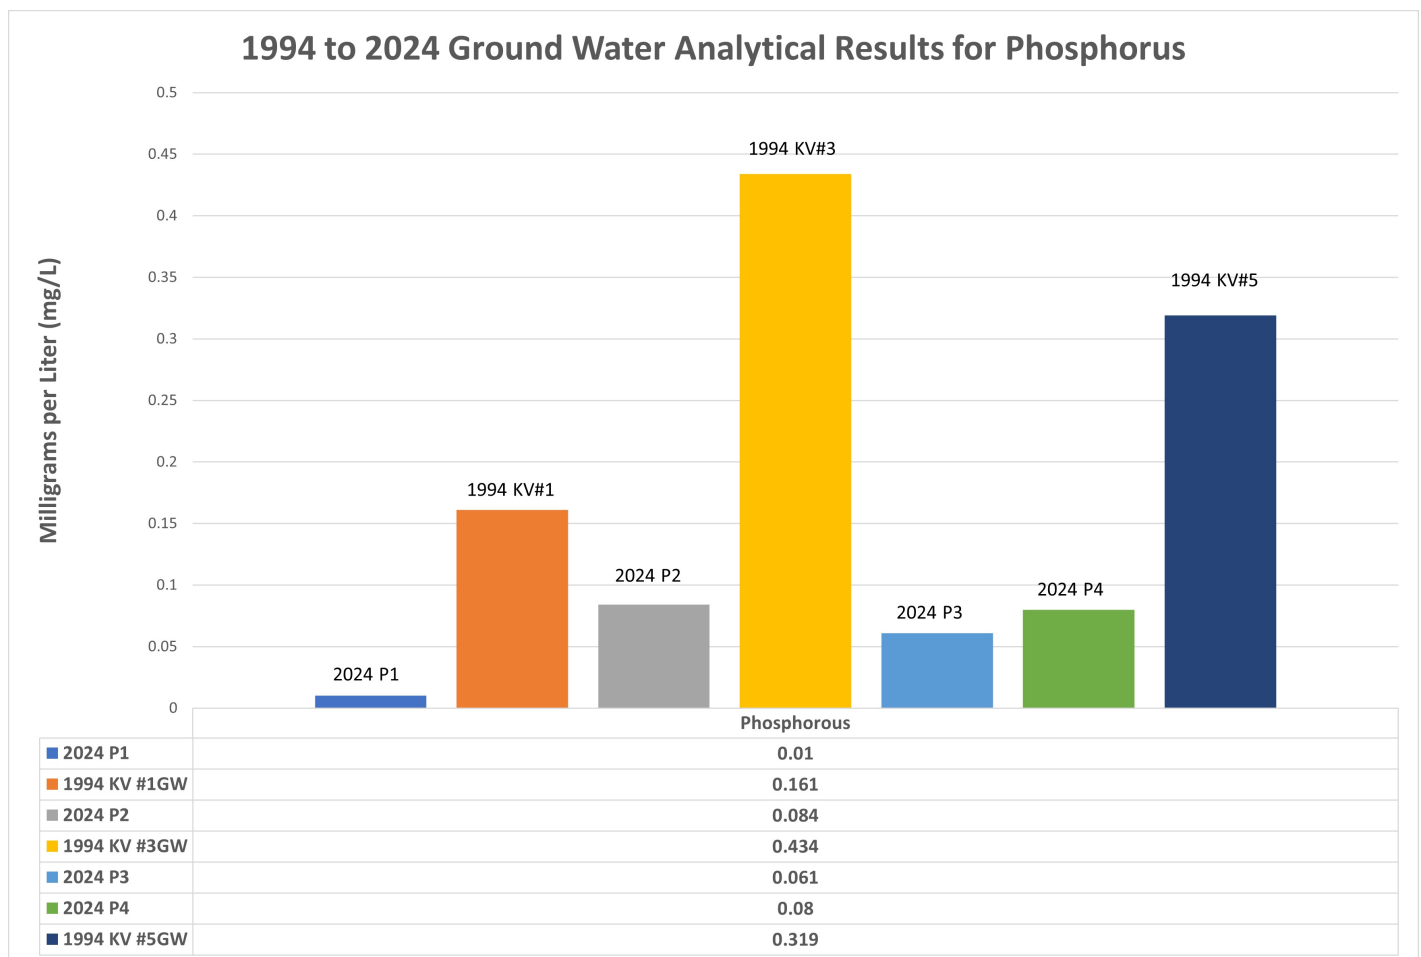 1994 to 2024 Ground Water Analytical Results for Phosphorus
Milligrams per Liter (mg/L)
0.5
0.45
0.4
0.35
0.3
0.25
0.2
0.15
0.1
0.05
0
2024 P1
1994 KV#1
2024 P2
1994 KV#3
2024 P3
2024 P4
1994 KV#5
Phosphorous
2024 P1 0.01
1994 KV #1GW 0.161
2024 P2 0.084
1994 KV #3GW 0.434
2024 P3 0.061
2024 P4 0.08
1994 KV #5GW 0.319